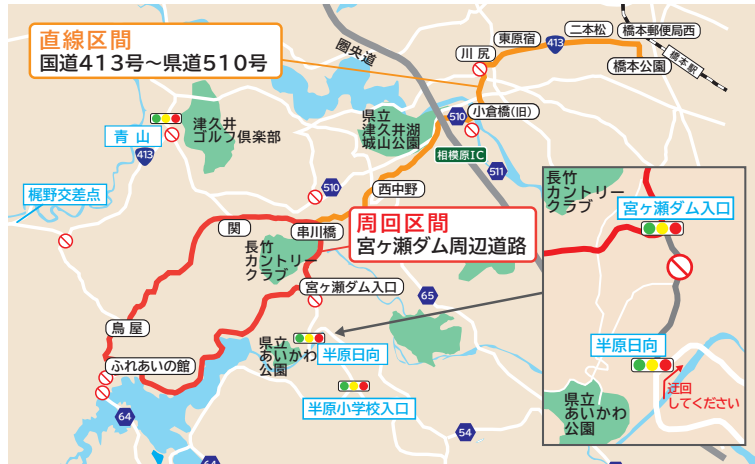 直線区間
国道413号～県道510号
圏央道
川尻
東原宿
413
二本松
橋本郵便局西
橋本公園
橋本駅
津久井
ゴルフ倶楽部
青山
413
県立
津久井湖
城山公園
510
小倉橋(旧)
相模原IC
511
梶野交差点
510
西中野
関
串川橋
周回区間
宮ヶ瀬ダム周辺道路
長竹
カントリー
クラブ
宮ヶ瀬ダム入口
65
鳥屋
ふれあいの館
県立
あいかわ
公園
半原日向
半原小学校入口
64
54
64
長竹
カントリー
クラブ
宮ヶ瀬ダム入口
半原日向
迂回
してください
県立
あいかわ
公園